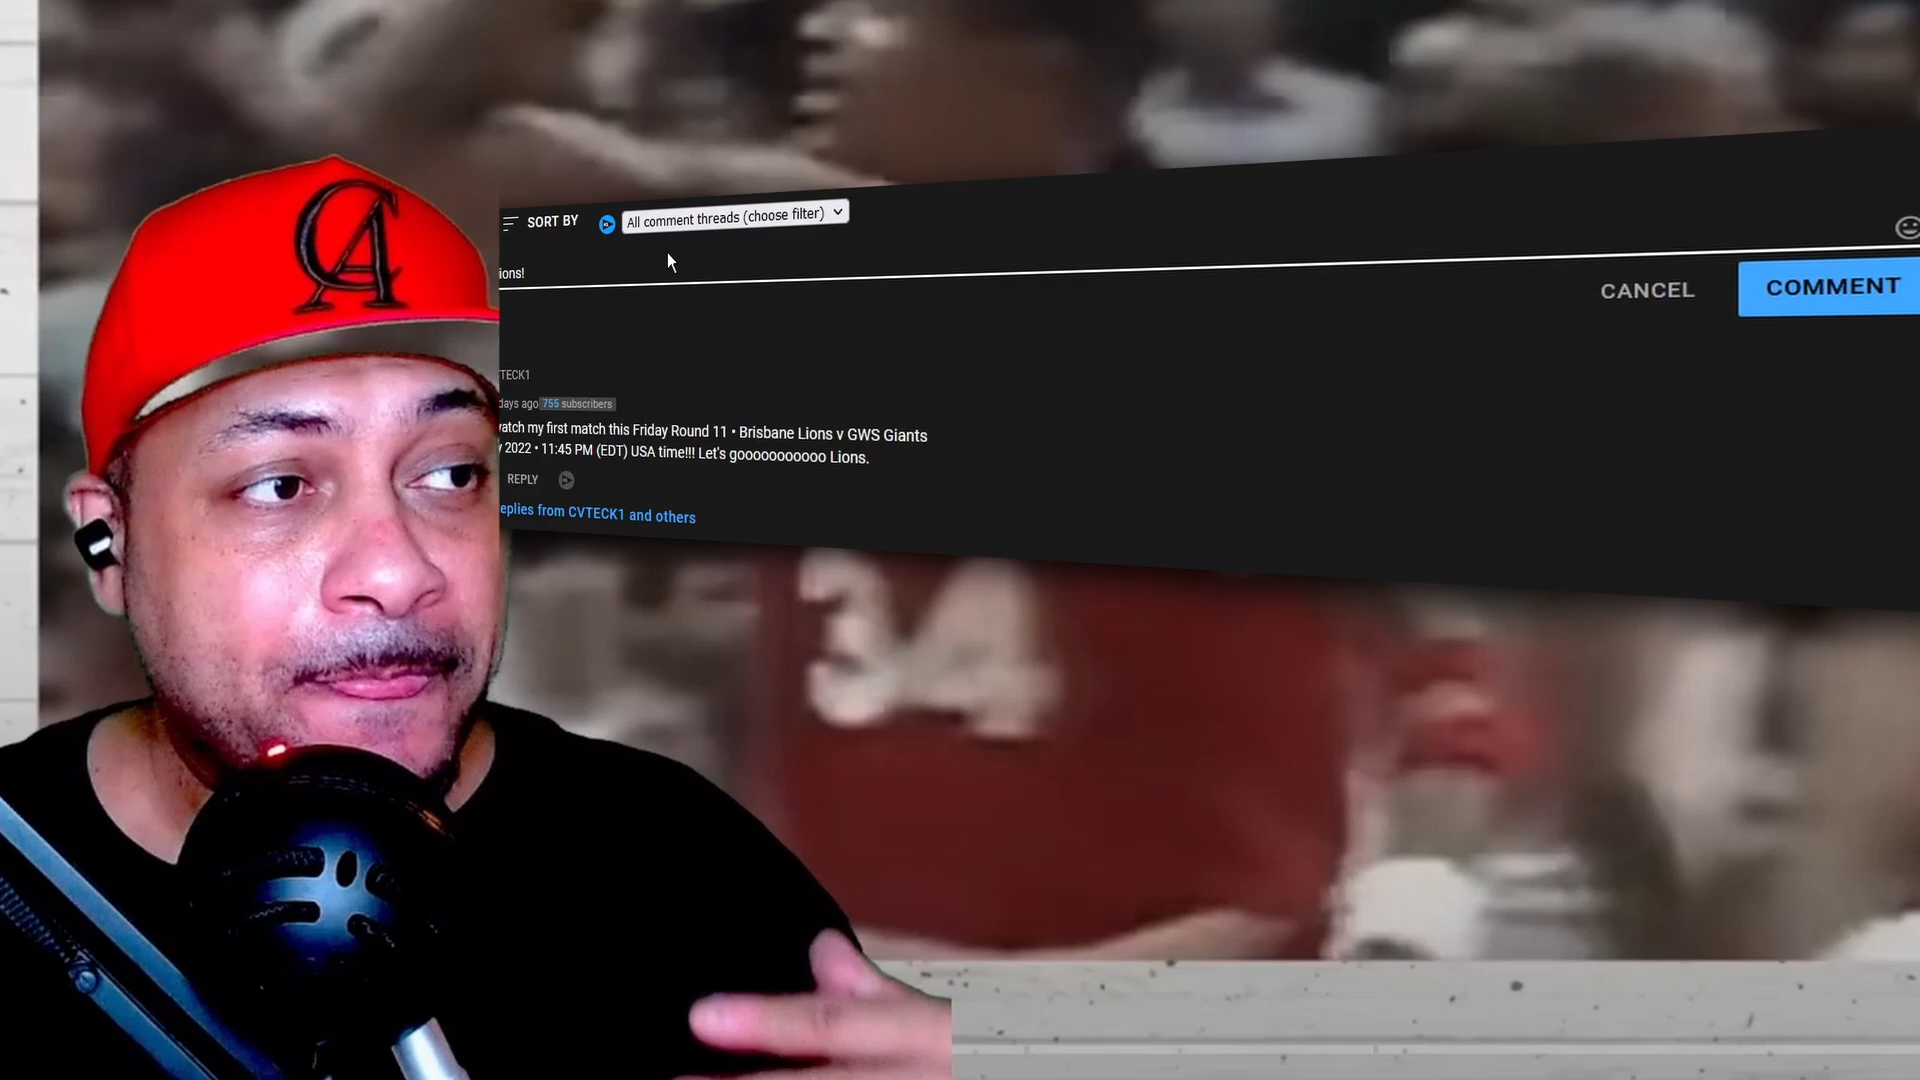 CA
SORT BY
All comment threads (choose filter)
ions!
CANCEL
COMMENT
TECK1
days ago 755 subscribers
watch my first match this Friday Round 11 • Brisbane Lions v GWS Giants
2022 • 11:45 PM (EDT) USA time!!! Let's gooooooooooo Lions.
REPLY
eplies from CVTECK1 and others
34